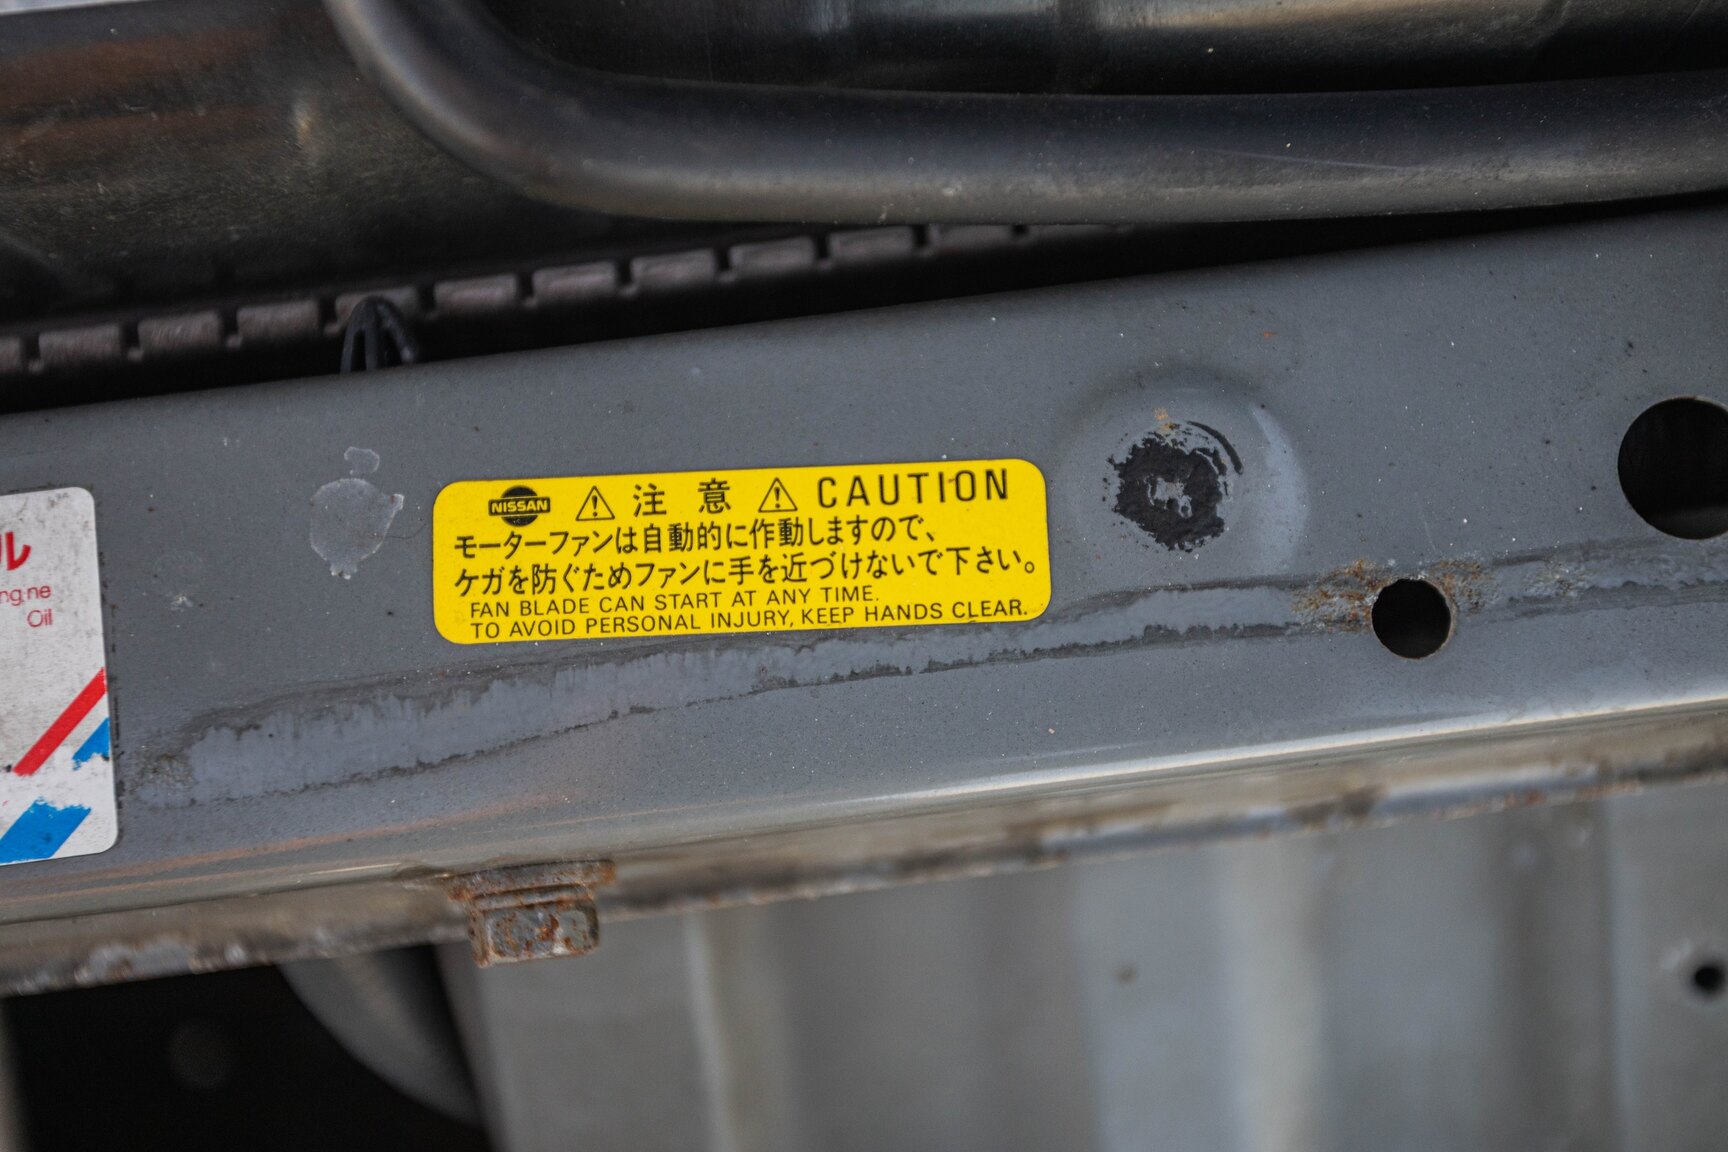 ル
Oil
NISSAN ⚠ 注 意 ⚠ CAUTION
モーターファンは自動的に作動しますので、
ケガを防ぐためファンに手を近づけないで下さい。
FAN BLADE CAN START AT ANY TIME.
TO AVOID PERSONAL INJURY, KEEP HANDS CLEAR.